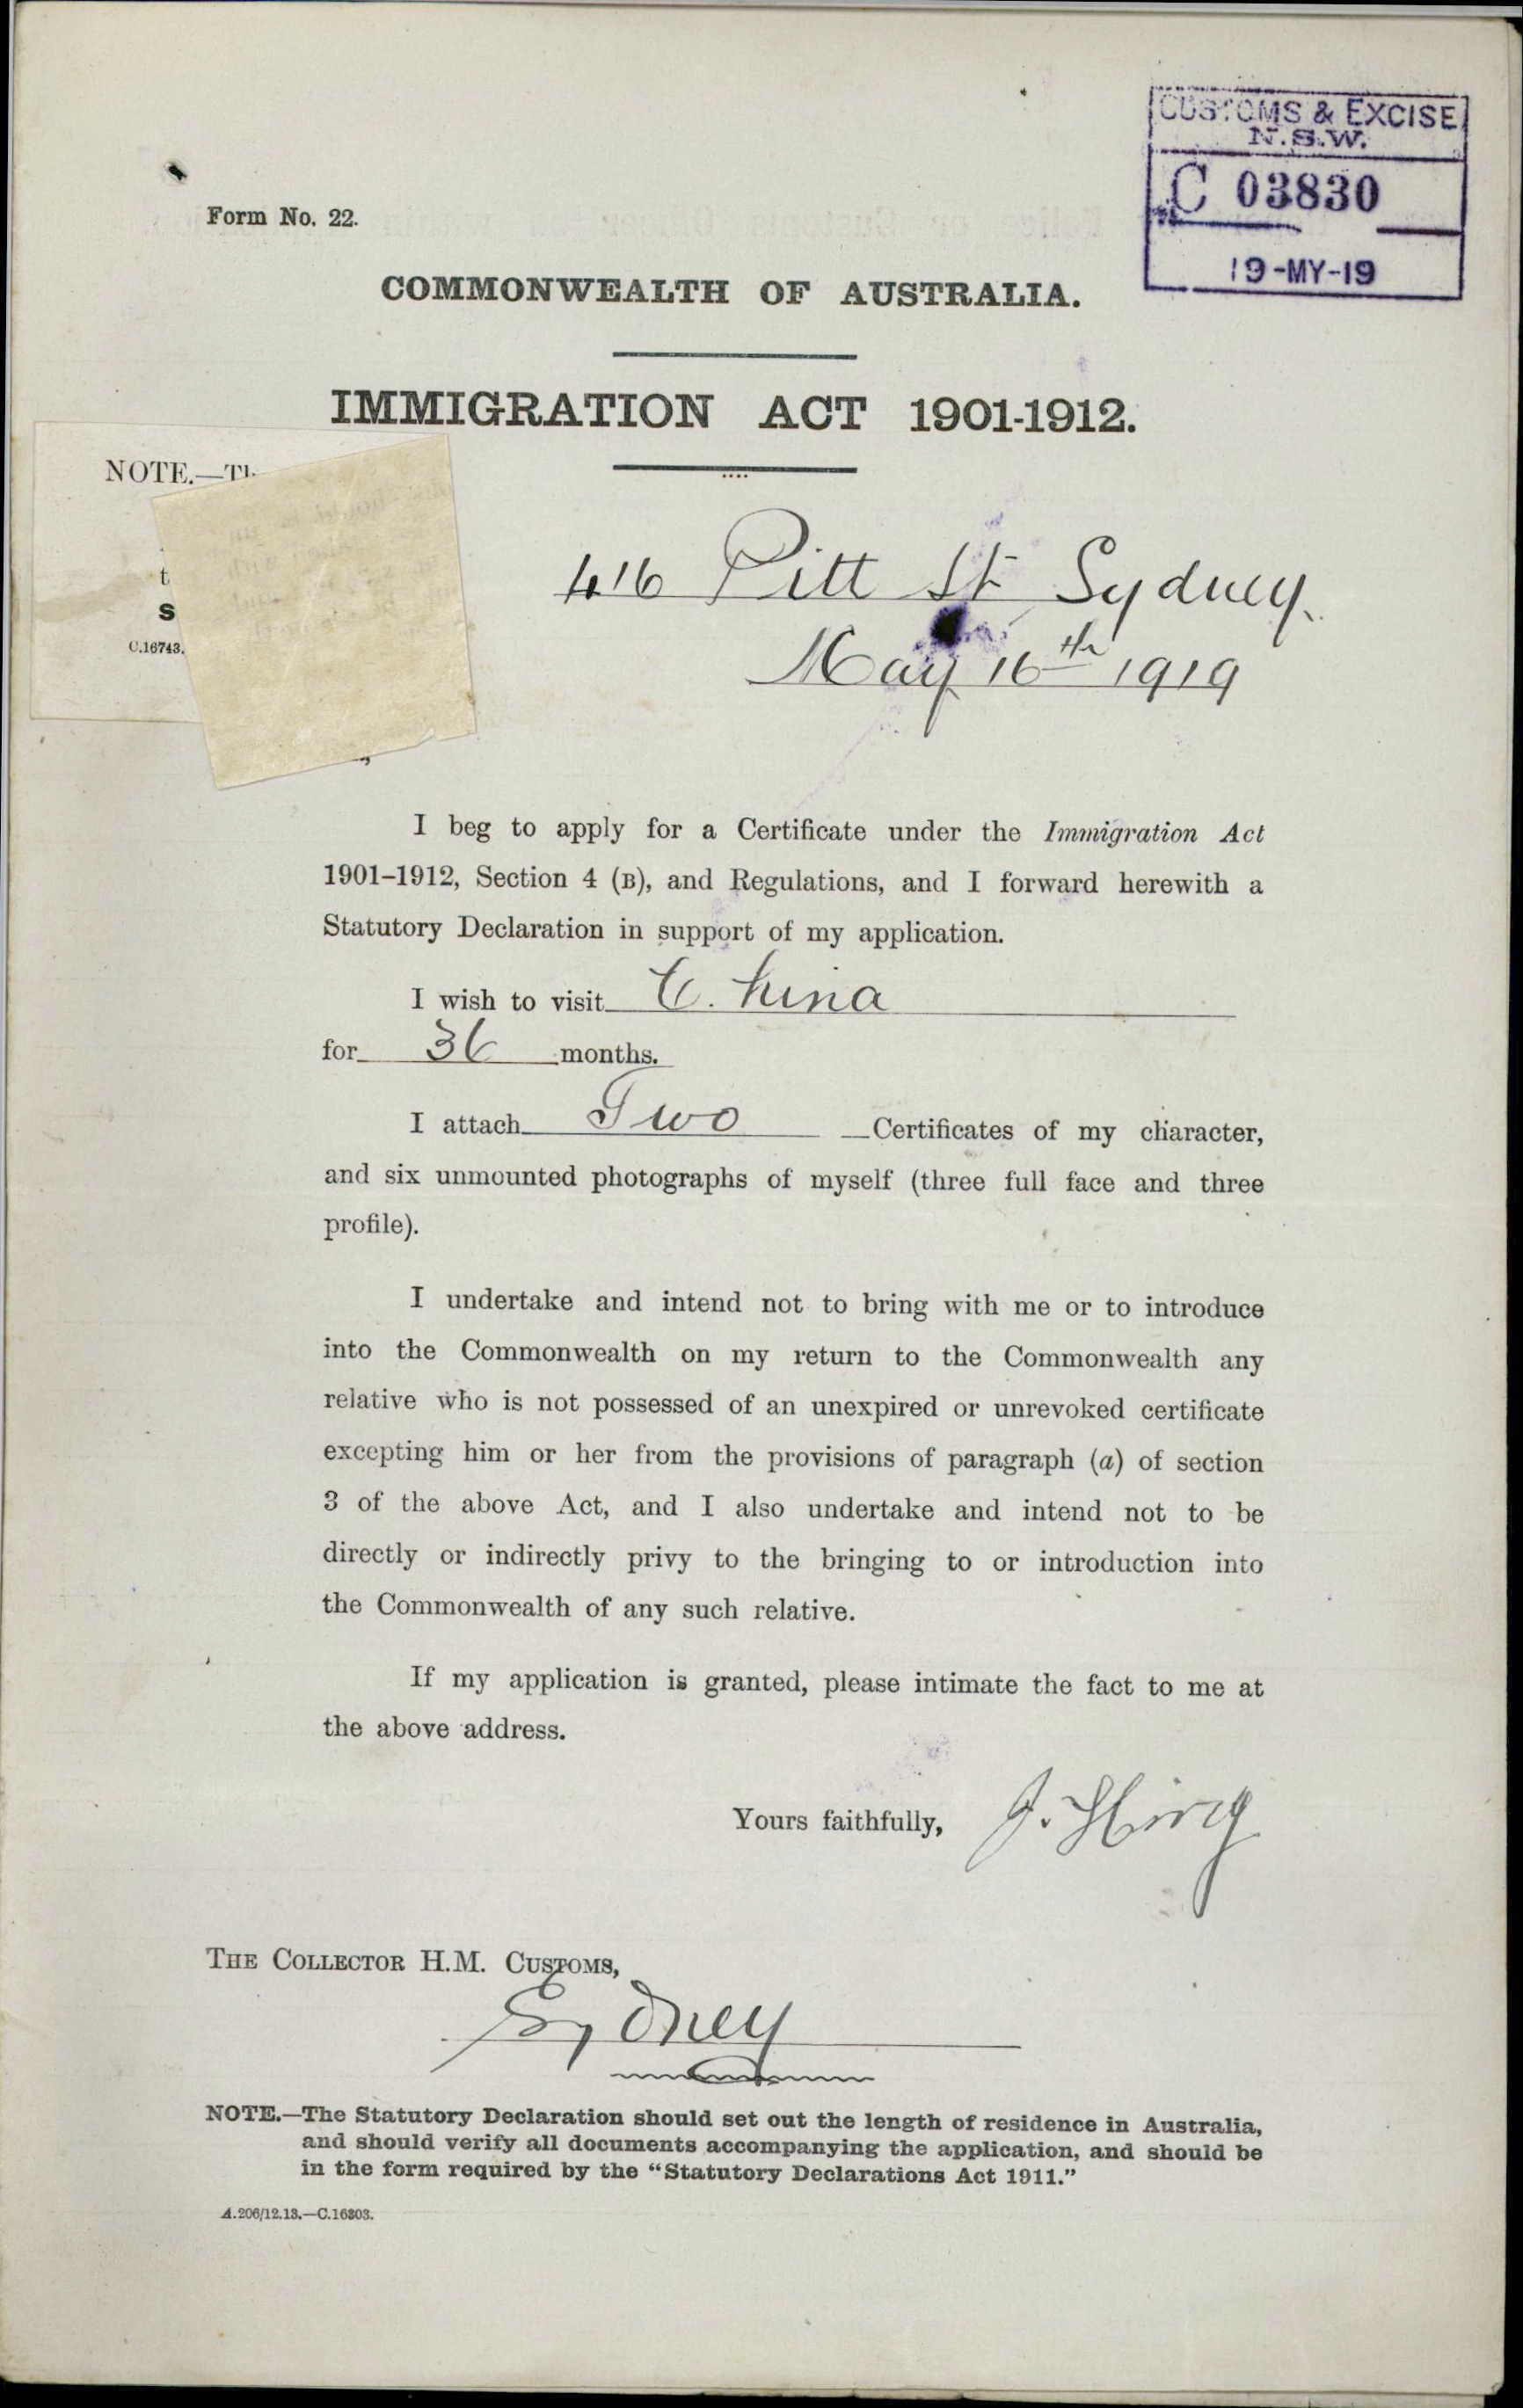 CUSTOMS & EXCISE
N.S.W.
C 03830
19-MY-19
Form No. 22.
COMMONWEALTH OF AUSTRALIA.
IMMIGRATION ACT 1901-1912.
NOTE.—Th
t
s
C.16743.
416 Pitt St Sydney.
May 16th 1919
I beg to apply for a Certificate under the Immigration Act
1901–1912, Section 4 (B), and Regulations, and I forward herewith a
Statutory Declaration in support of my application.
I wish to visit China
for 36 months.
I attach Two Certificates of my character,
and six unmounted photographs of myself (three full face and three
profile).
I undertake and intend not to bring with me or to introduce
into the Commonwealth on my return to the Commonwealth any
relative who is not possessed of an unexpired or unrevoked certificate
excepting him or her from the provisions of paragraph (a) of section
3 of the above Act, and I also undertake and intend not to be
directly or indirectly privy to the bringing to or introduction into
the Commonwealth of any such relative.
If my application is granted, please intimate the fact to me at
the above address.
Yours faithfully, J. Hing
THE COLLECTOR H.M. CUSTOMS,
Sydney
NOTE.—The Statutory Declaration should set out the length of residence in Australia,
and should verify all documents accompanying the application, and should be
in the form required by the “Statutory Declarations Act 1911.”
A.206/12.13.—C.16303.